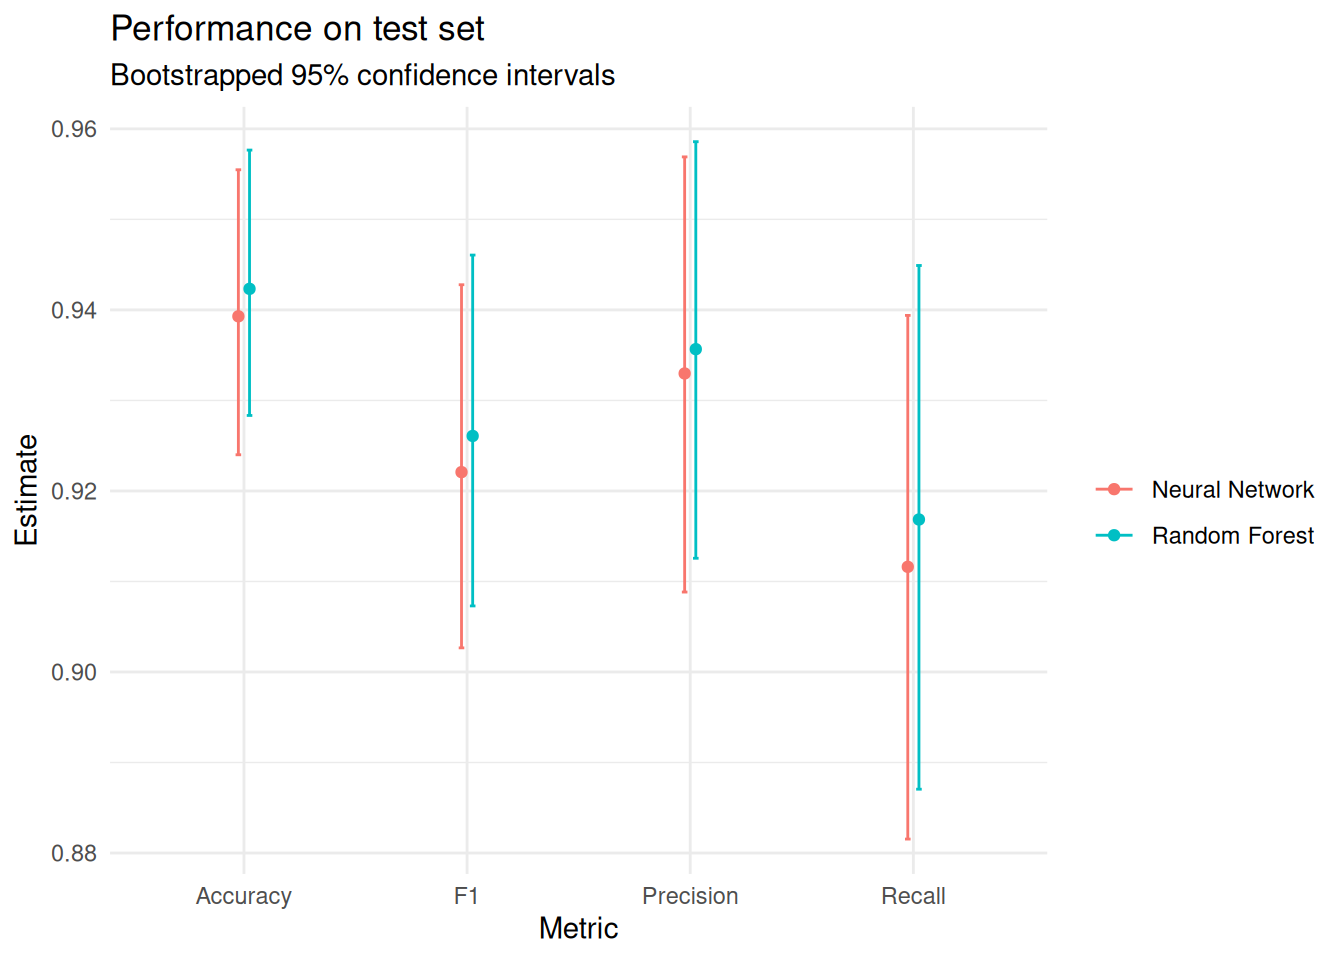 Performance on test set
Bootstrapped 95% confidence intervals
0.96
0.94
0.92
0.90
0.88
Estimate
Accuracy
F1
Precision
Recall
Metric
Neural Network
Random Forest